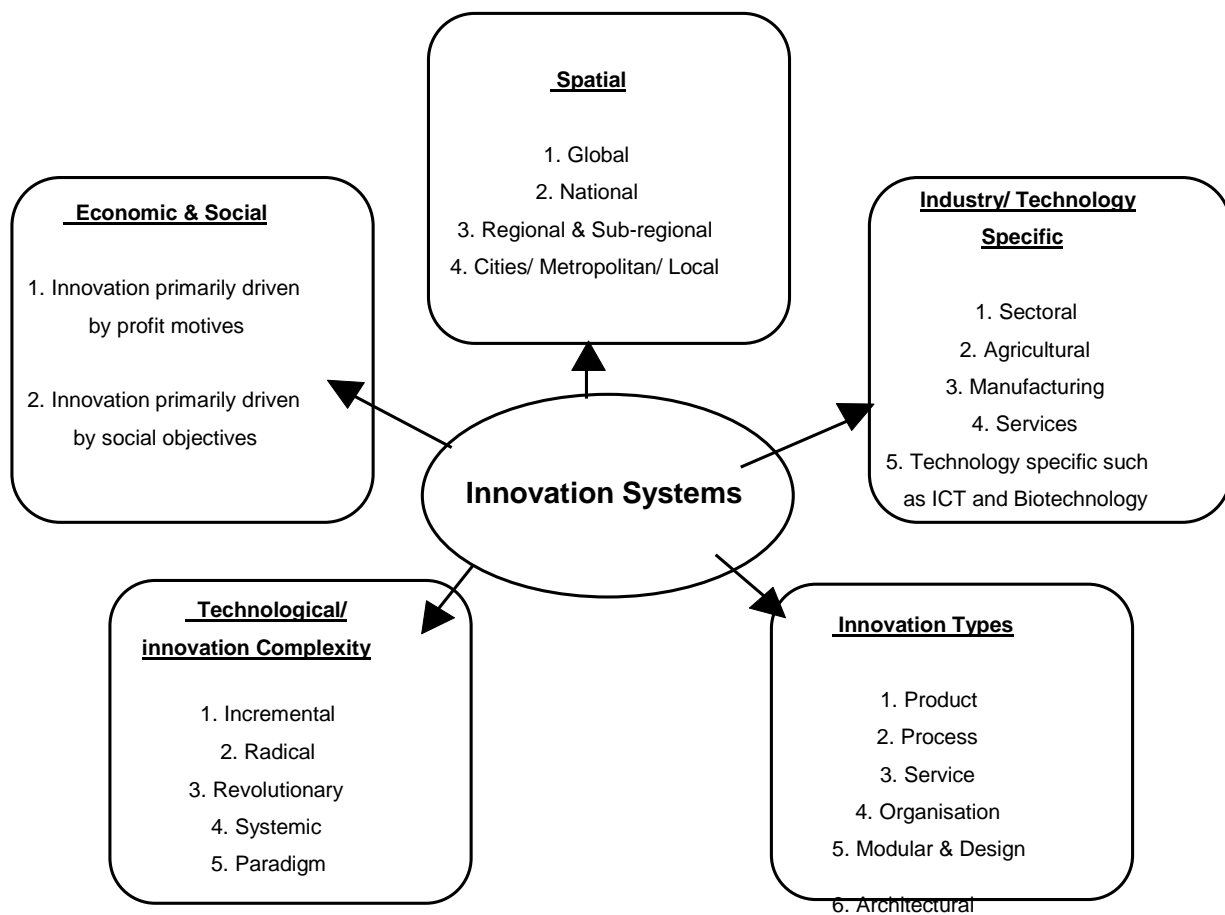 Spatial
1. Global
2. National
3. Regional & Sub-regional
4. Cities/ Metropolitan/ Local
Economic & Social
1. Innovation primarily driven
by profit motives
2. Innovation primarily driven
by social objectives
Industry/ Technology
Specific
1. Sectoral
2. Agricultural
3. Manufacturing
4. Services
5. Technology specific such
as ICT and Biotechnology
Innovation Systems
Technological/
innovation Complexity
1. Incremental
2. Radical
3. Revolutionary
4. Systemic
5. Paradigm
Innovation Types
1. Product
2. Process
3. Service
4. Organisation
5. Modular & Design
6. Architectural